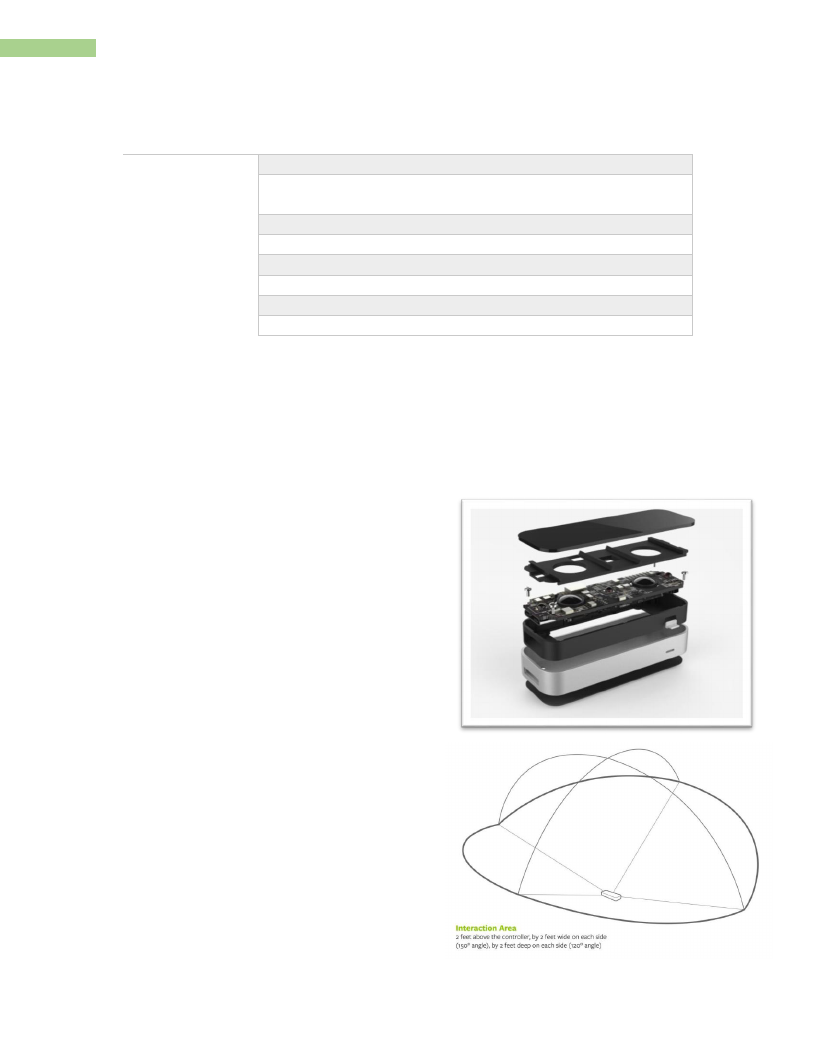 Interaction Area
2 feet above the controller, by 2 feet wide on each side
(150° angle), by 2 feet deep on each side (120° angle)